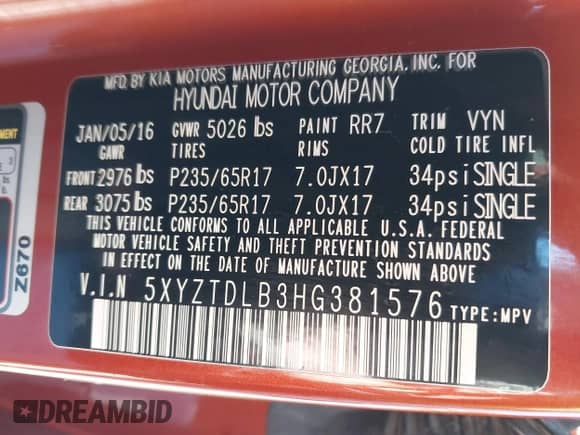 MFD. BY KIA MOTORS MANUFACTURING GEORGIA, INC. FOR
HYUNDAI MOTOR COMPANY
JAN/05/16 GVWR 5026 lbs PAINT RR7 TRIM VYN
GAWR TIRES RIMS COLD TIRE INFL
FRONT 2976 lbs P235/65R17 7.0JX17 34psi SINGLE
REAR 3075 lbs P235/65R17 7.0JX17 34psi SINGLE
THIS VEHICLE CONFORMS TO ALL APPLICABLE U.S.A. FEDERAL
MOTOR VEHICLE SAFETY AND THEFT PREVENTION STANDARDS
IN EFFECT ON THE DATE OF MANUFACTURE SHOWN ABOVE
V.I.N 5XYZTDLB3HG381576 TYPE: MPV
Z670
DREAMBID